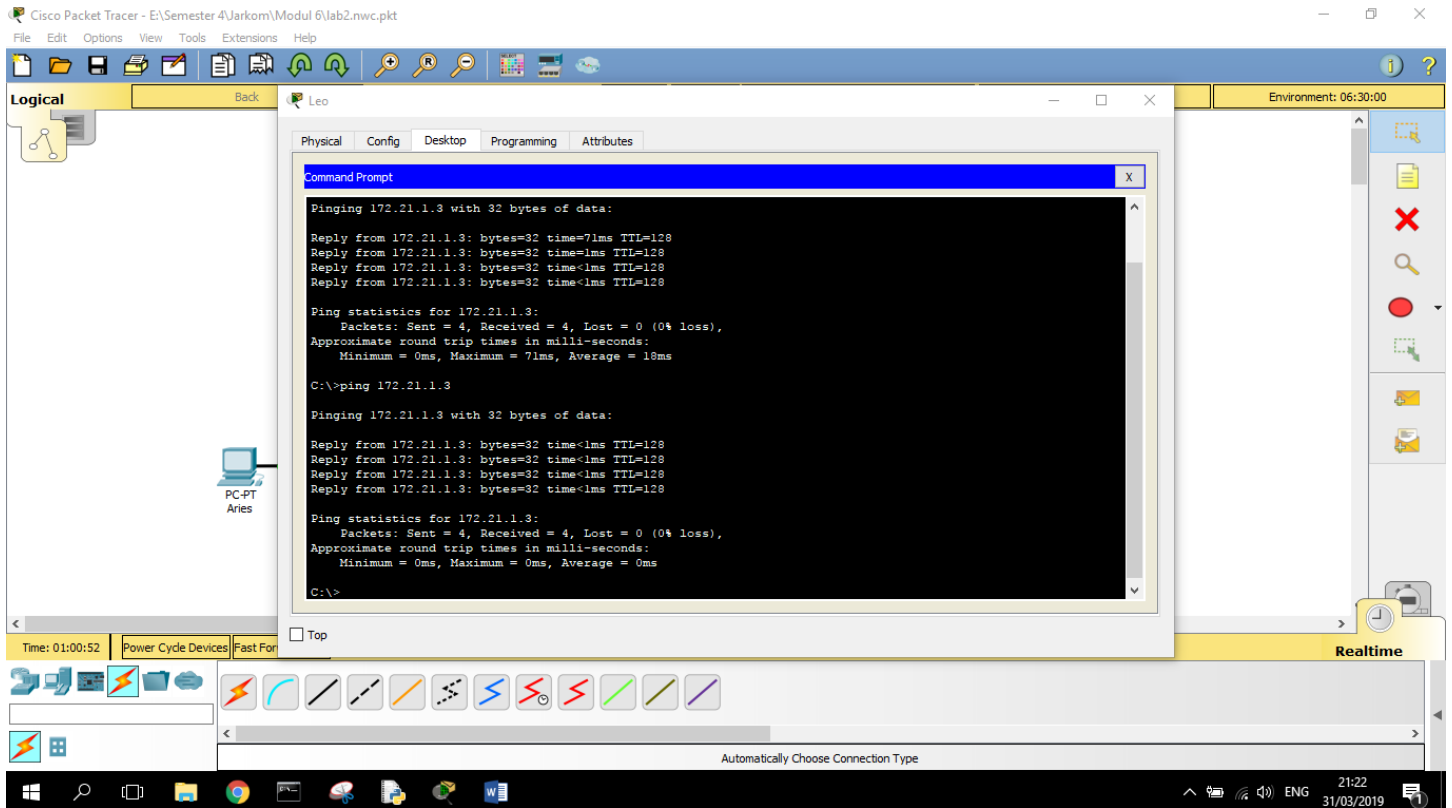 Cisco Packet Tracer - E:\Semester 4\Jarkom\Modul 6\lab2.nwc.pkt
File Edit Options View Tools Extensions Help
Logical
Back
Environment: 06:30:00
Leo
Physical Config Desktop Programming Attributes
Command Prompt
X
Pinging 172.21.1.3 with 32 bytes of data:
Reply from 172.21.1.3: bytes=32 time=71ms TTL=128
Reply from 172.21.1.3: bytes=32 time=1ms TTL=128
Reply from 172.21.1.3: bytes=32 time<1ms TTL=128
Reply from 172.21.1.3: bytes=32 time<1ms TTL=128
Ping statistics for 172.21.1.3:
Packets: Sent = 4, Received = 4, Lost = 0 (0% loss),
Approximate round trip times in milli-seconds:
Minimum = 0ms, Maximum = 71ms, Average = 18ms
C:\>ping 172.21.1.3
Pinging 172.21.1.3 with 32 bytes of data:
Reply from 172.21.1.3: bytes=32 time<1ms TTL=128
Reply from 172.21.1.3: bytes=32 time<1ms TTL=128
Reply from 172.21.1.3: bytes=32 time<1ms TTL=128
Reply from 172.21.1.3: bytes=32 time<1ms TTL=128
Ping statistics for 172.21.1.3:
Packets: Sent = 4, Received = 4, Lost = 0 (0% loss),
Approximate round trip times in milli-seconds:
Minimum = 0ms, Maximum = 0ms, Average = 0ms
C:\>
PC-PT
Aries
Top
Time: 01:00:52
Power Cycle Devices Fast For
Realtime
Automatically Choose Connection Type
ENG
21:22
31/03/2019